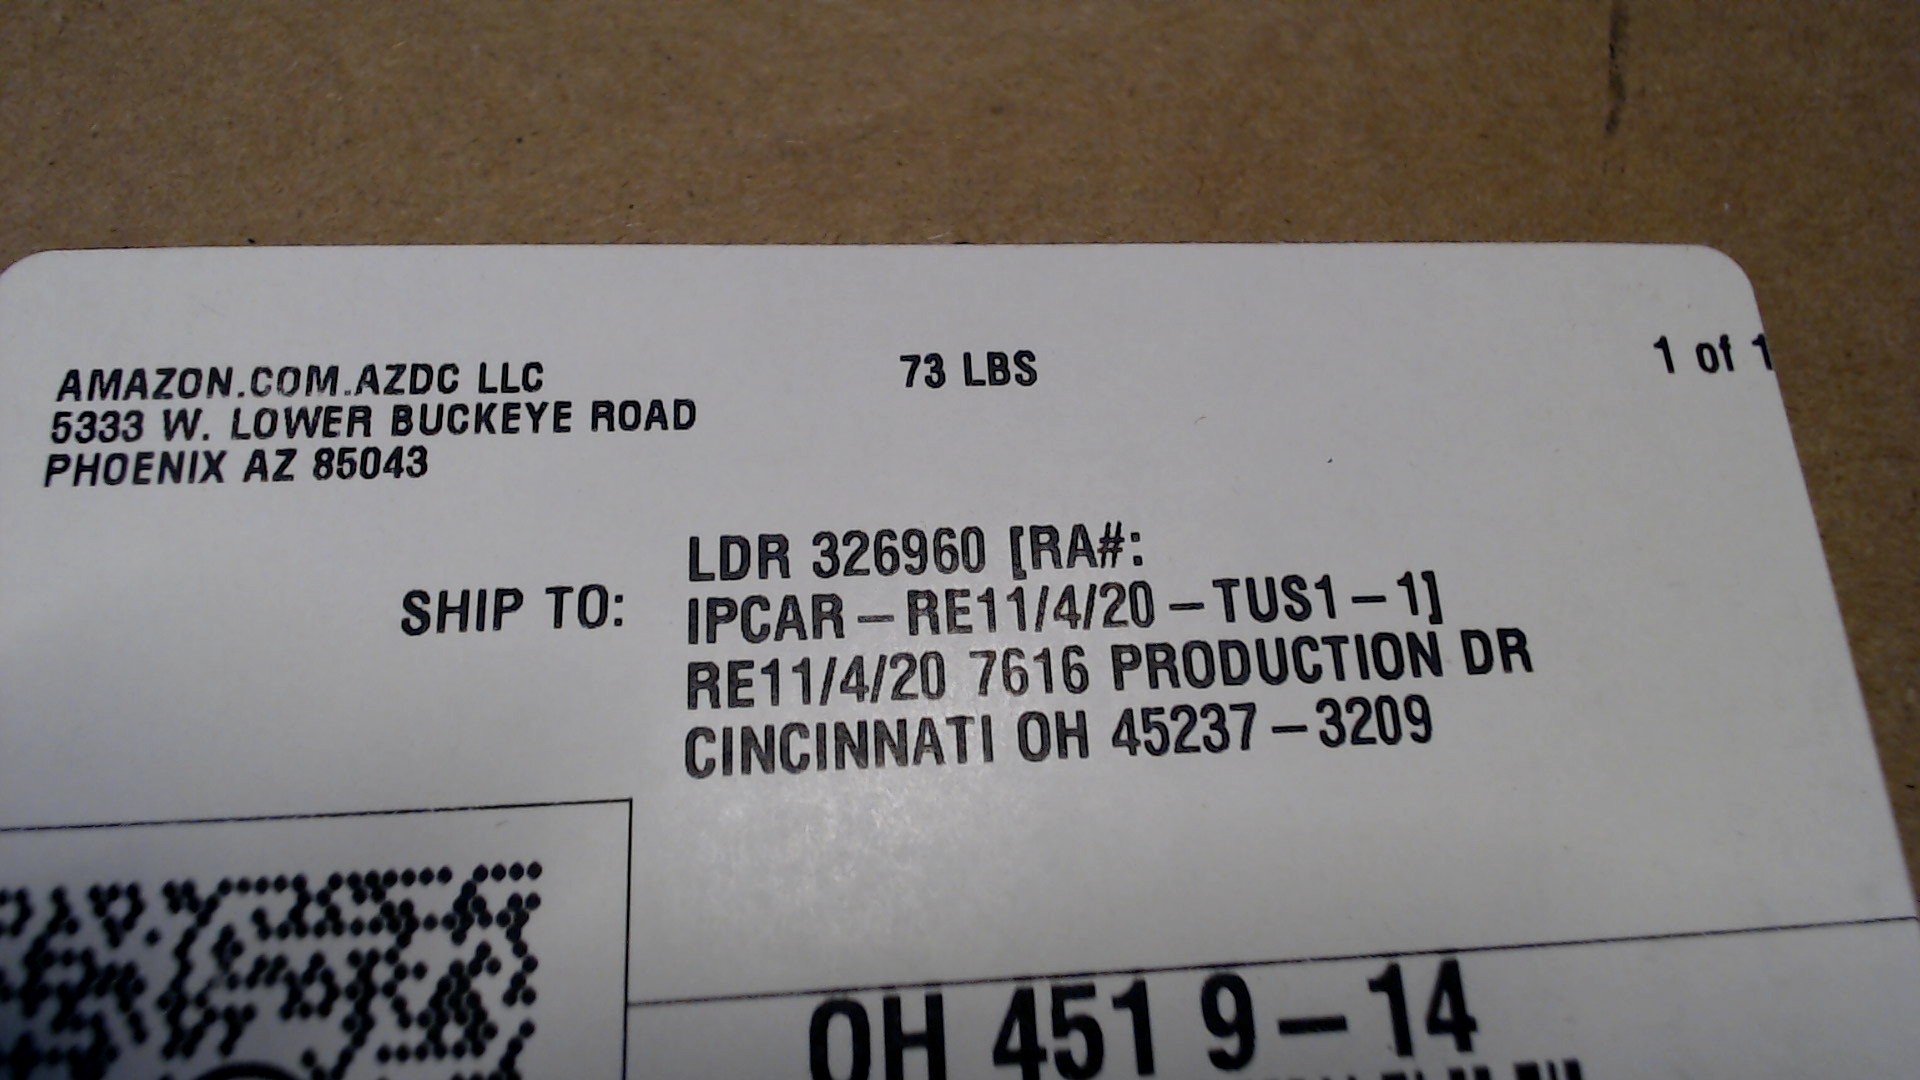 AMAZON.COM.AZDC LLC
5333 W. LOWER BUCKEYE ROAD
PHOENIX AZ 85043
73 LBS
1 of 1
SHIP TO:
LDR 326960 [RA#:
IPCAR-RE11/4/20-TUS1-1]
RE11/4/20 7616 PRODUCTION DR
CINCINNATI OH 45237-3209
OH 451 9-14